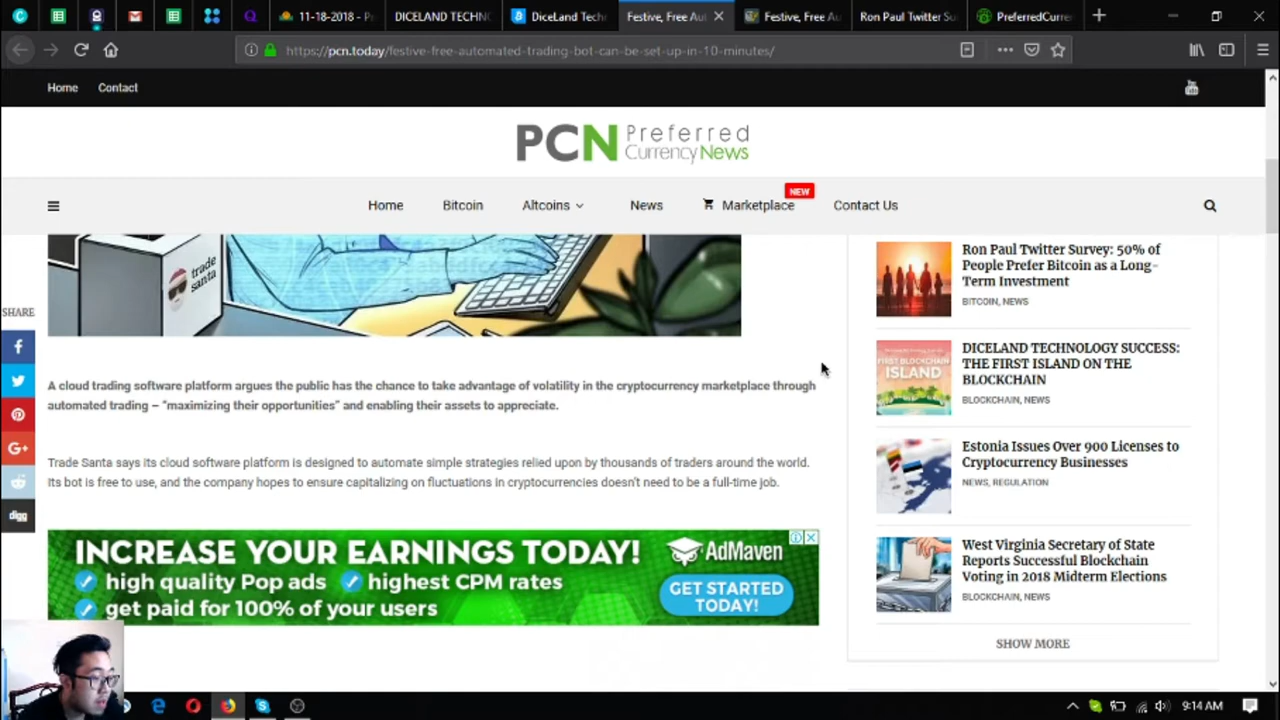 11-18-2018 - P
DICELAND TECHNO
DiceLand Techn
Festive, Free Au
Festive, Free Au
Ron Paul Twitter Su
PreferredCurre
https://pcn.today/festive-free-automated-trading-bot-can-be-set-up-in-10-minutes/
Home Contact
You Tube
PCN Preferred
Currency News
NEW
Home Bitcoin Altcoins News Marketplace Contact Us
trade
santa
SHARE
digg
A cloud trading software platform argues the public has the chance to take advantage of volatility in the cryptocurrency marketplace through
automated trading – “maximizing their opportunities” and enabling their assets to appreciate.
Trade Santa says its cloud software platform is designed to automate simple strategies relied upon by thousands of traders around the world.
Its bot is free to use, and the company hopes to ensure capitalizing on fluctuations in cryptocurrencies doesn’t need to be a full-time job.
INCREASE YOUR EARNINGS TODAY!
high quality Pop ads highest CPM rates
get paid for 100% of your users
AdMaven
GET STARTED
TODAY!
Ron Paul Twitter Survey: 50% of
People Prefer Bitcoin as a Long-
Term Investment
BITCOIN, NEWS
FIRST BLOCKCHAIN
ISLAND
DICELAND TECHNOLOGY SUCCESS:
THE FIRST ISLAND ON THE
BLOCKCHAIN
BLOCKCHAIN, NEWS
Estonia Issues Over 900 Licenses to
Cryptocurrency Businesses
NEWS, REGULATION
West Virginia Secretary of State
Reports Successful Blockchain
Voting in 2018 Midterm Elections
BLOCKCHAIN, NEWS
SHOW MORE
9:14 AM